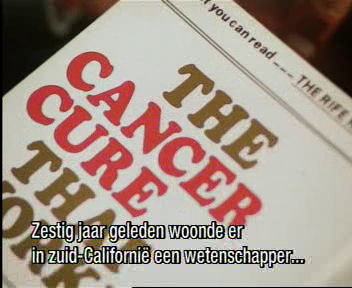 you can read --- THE RIFE
THE
CANCER
CURE
THAT
Zestig jaar geleden woonde er
in zuid-Californië een wetenschapper...